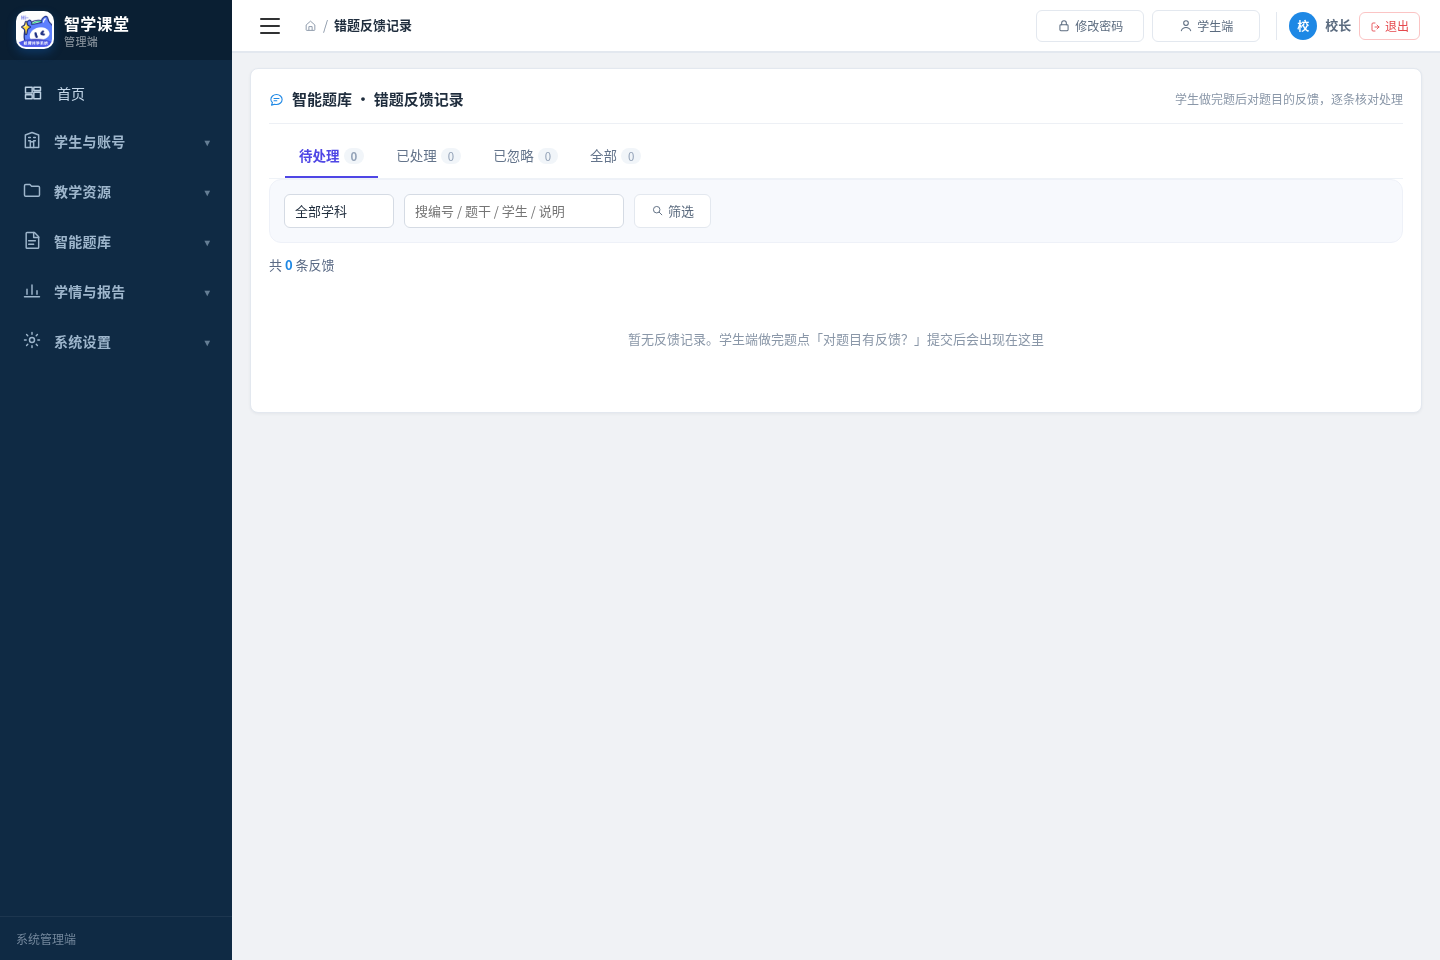 智学课堂
管理端
首页
学生与账号
教学资源
智能题库
学情与报告
系统设置
系统管理端
/ 错题反馈记录
修改密码
学生端
校 校长
退出
智能题库 · 错题反馈记录
学生做完题后对题目的反馈，逐条核对处理
待处理 0 已处理 0 已忽略 0 全部 0
全部学科 搜编号 / 题干 / 学生 / 说明 筛选
共 0 条反馈
暂无反馈记录。学生端做完题点「对题目有反馈？」提交后会出现在这里